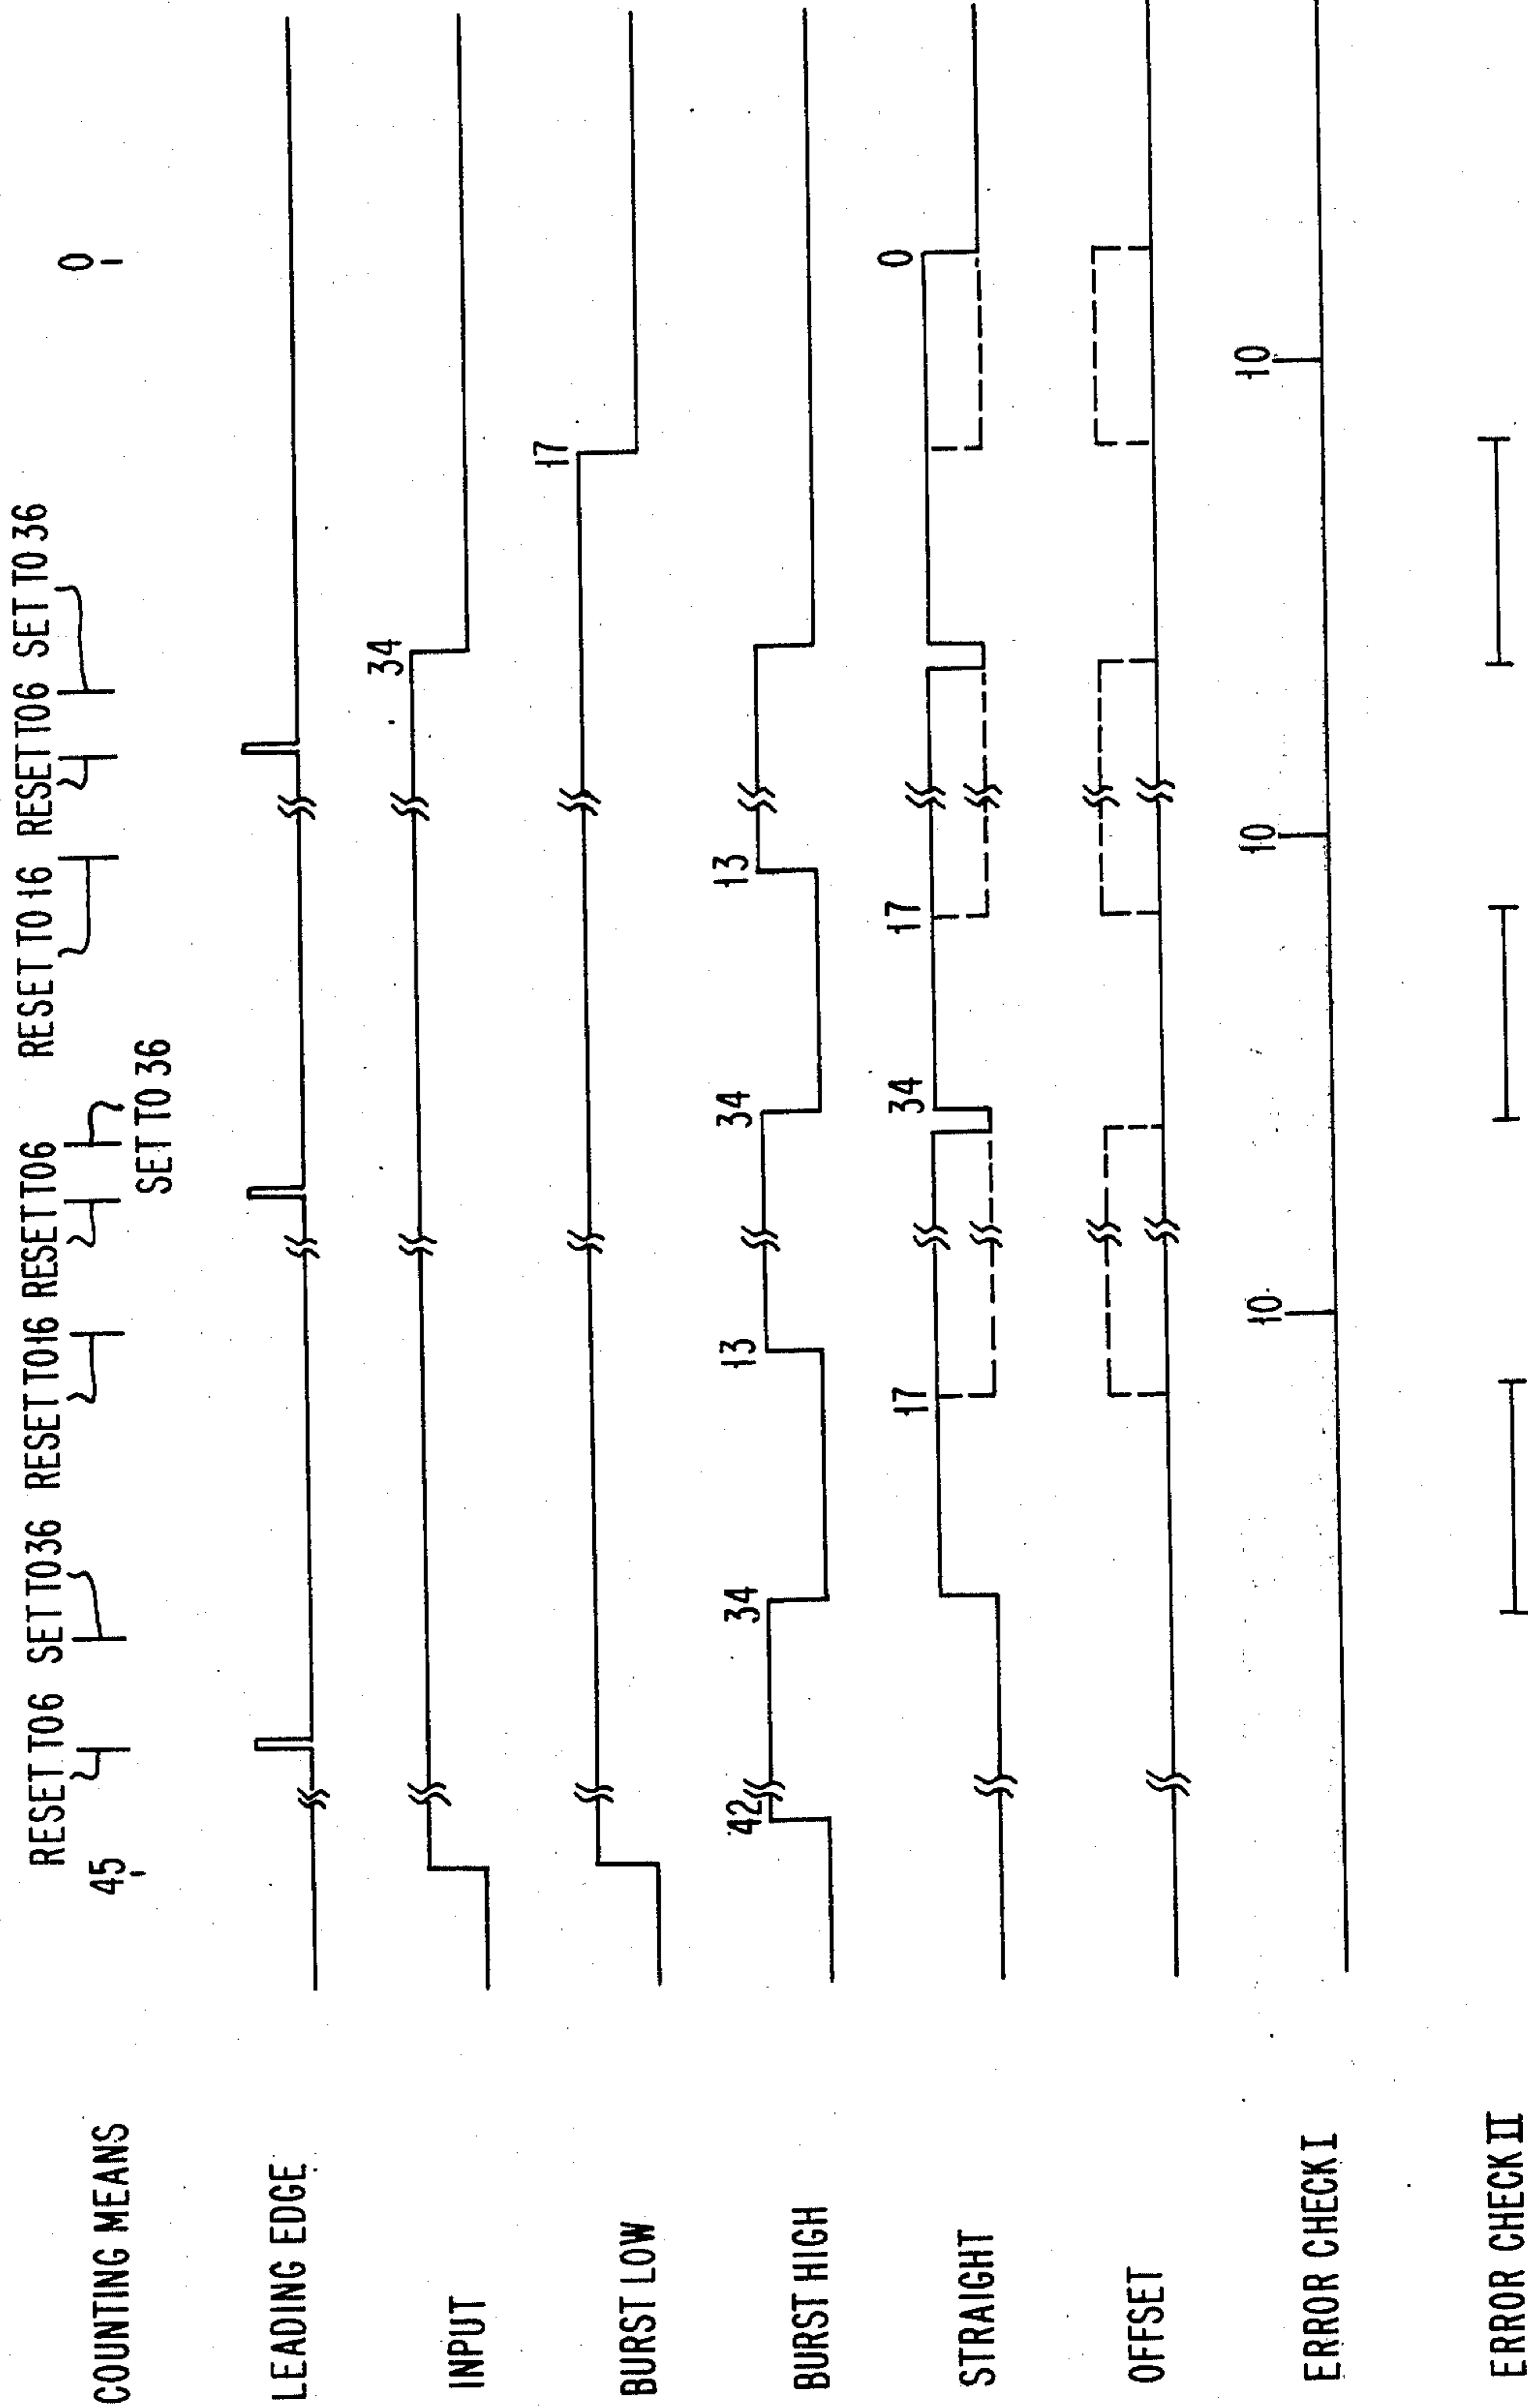 COUNTING MEANS 45 RESET TO 6 SET TO 36 RESET TO 16 RESET TO 6 SET TO 36 RESET TO 16 RESET TO 6 SET TO 36 0
LEADING EDGE
INPUT 34
BURST LOW 17
BURST HIGH 42 34 13 34 13
STRAIGHT 17 34 17 0
OFFSET
ERROR CHECK I 10 10 10
ERROR CHECK II